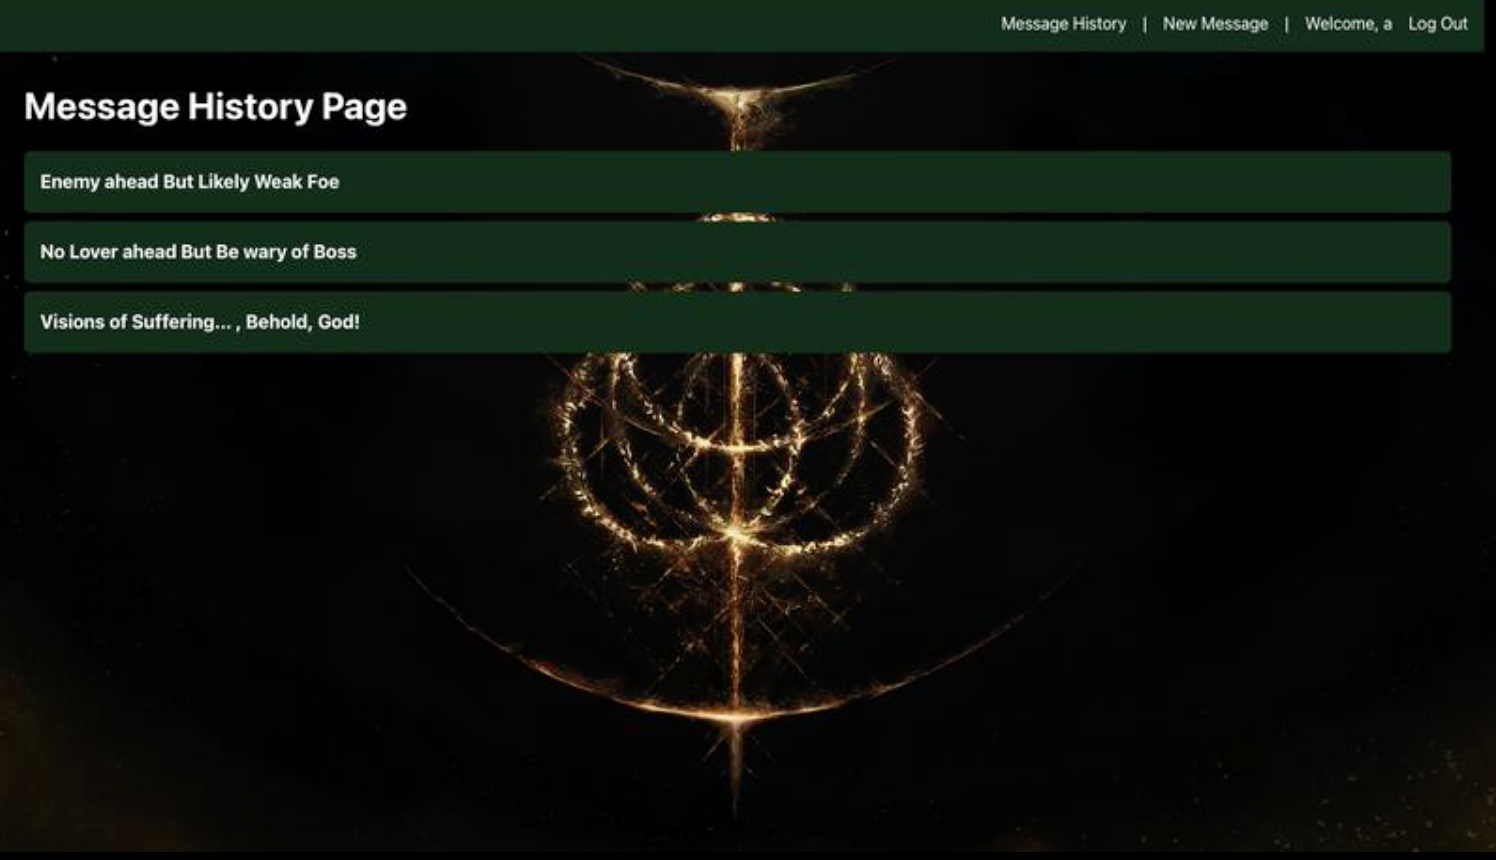 Message History | New Message | Welcome, a Log Out
Message History Page
Enemy ahead But Likely Weak Foe
No Lover ahead But Be wary of Boss
Visions of Suffering... , Behold, God!